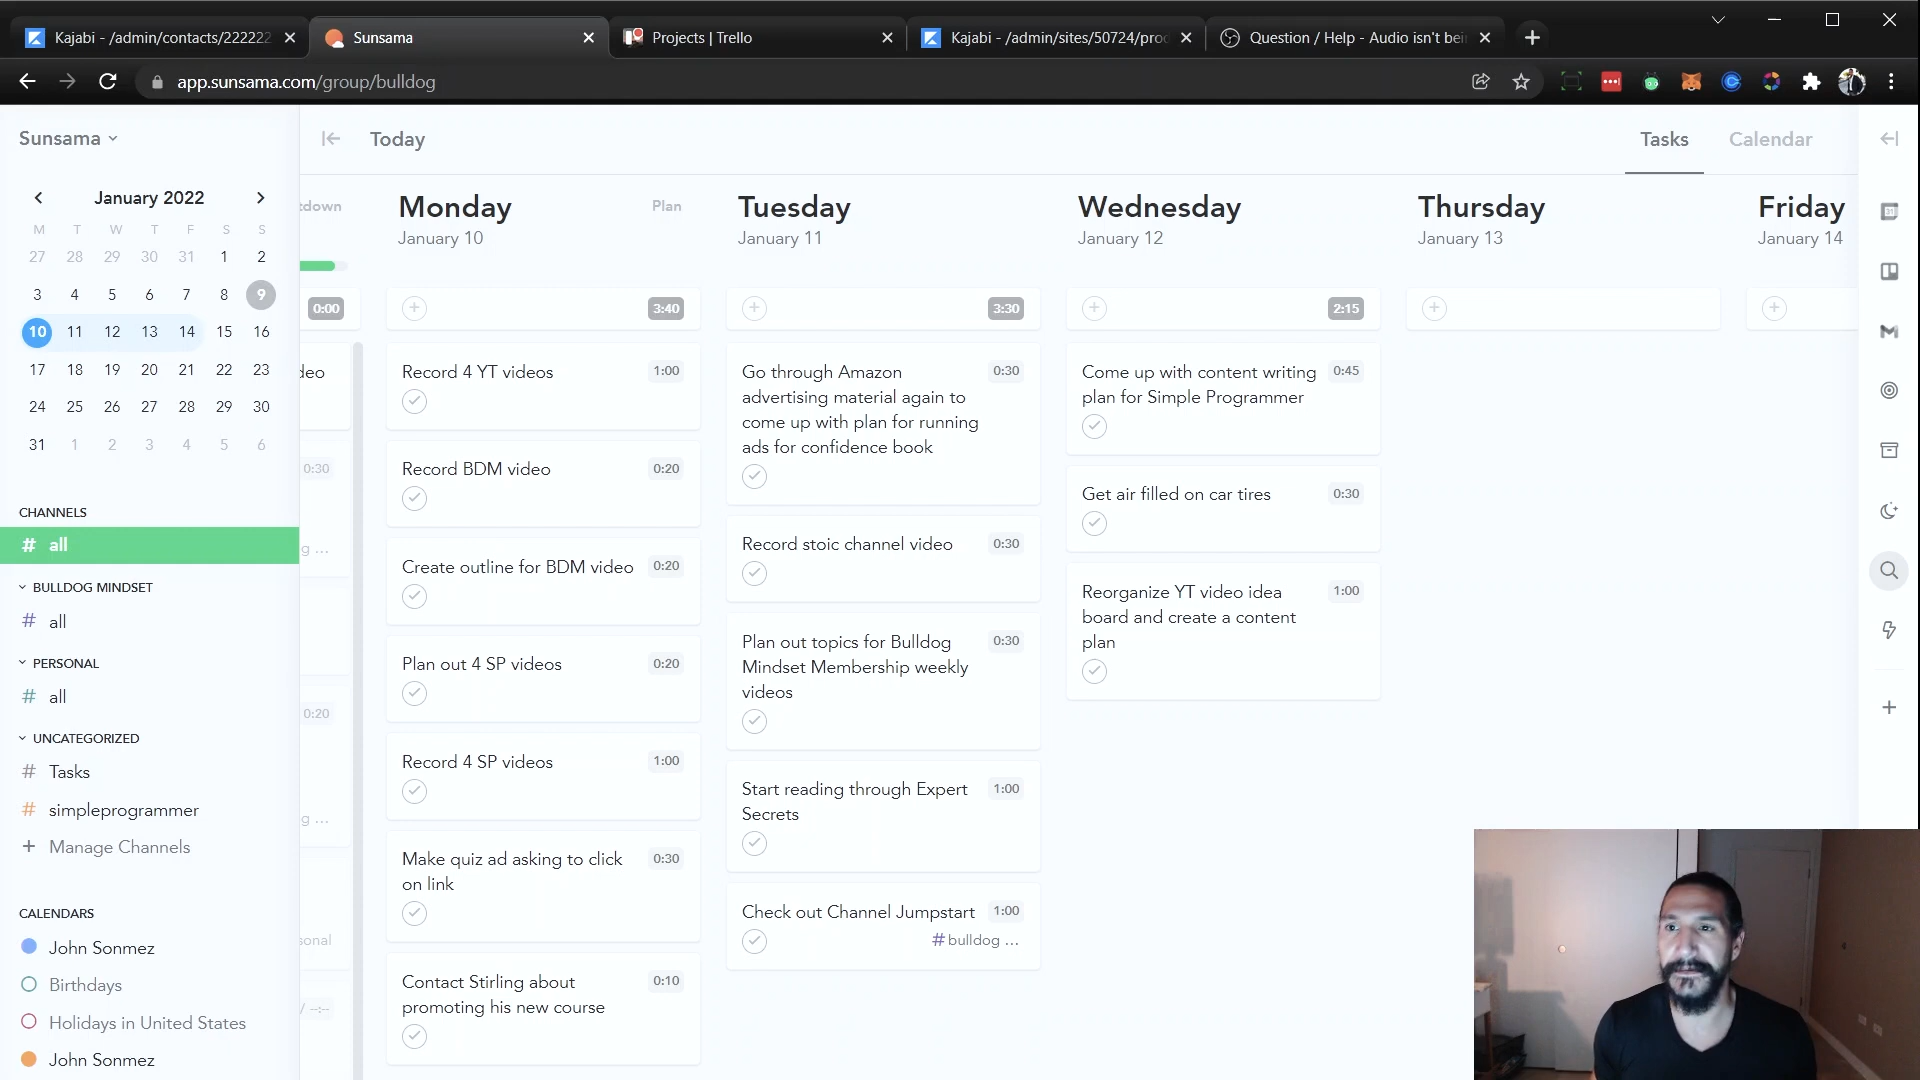 Kajabi - /admin/contacts/222222
Sunsama
Projects | Trello
Kajabi - /admin/sites/50724/prod
Question / Help - Audio isn't bein
app.sunsama.com/group/bulldog
Sunsama
Today
Tasks
Calendar
January 2022
M T W T F S S
27 28 29 30 31 1 2
3 4 5 6 7 8 9
10 11 12 13 14 15 16
17 18 19 20 21 22 23
24 25 26 27 28 29 30
31 1 2 3 4 5 6
CHANNELS
# all
BULLDOG MINDSET
# all
PERSONAL
# all
UNCATEGORIZED
# Tasks
# simpleprogrammer
+ Manage Channels
CALENDARS
John Sonmez
Birthdays
Holidays in United States
John Sonmez
tdown
0:00
deo
0:30
g ...
0:20
g ...
sonal
/ --:--
Monday
Plan
January 10
3:40
Record 4 YT videos 1:00
Record BDM video 0:20
Create outline for BDM video 0:20
Plan out 4 SP videos 0:20
Record 4 SP videos 1:00
Make quiz ad asking to click 0:30
on link
Contact Stirling about 0:10
promoting his new course
Tuesday
January 11
3:30
Go through Amazon 0:30
advertising material again to
come up with plan for running
ads for confidence book
Record stoic channel video 0:30
Plan out topics for Bulldog 0:30
Mindset Membership weekly
videos
Start reading through Expert 1:00
Secrets
Check out Channel Jumpstart 1:00
# bulldog ...
Wednesday
January 12
2:15
Come up with content writing 0:45
plan for Simple Programmer
Get air filled on car tires 0:30
Reorganize YT video idea 1:00
board and create a content
plan
Thursday
January 13
Friday
January 14
31